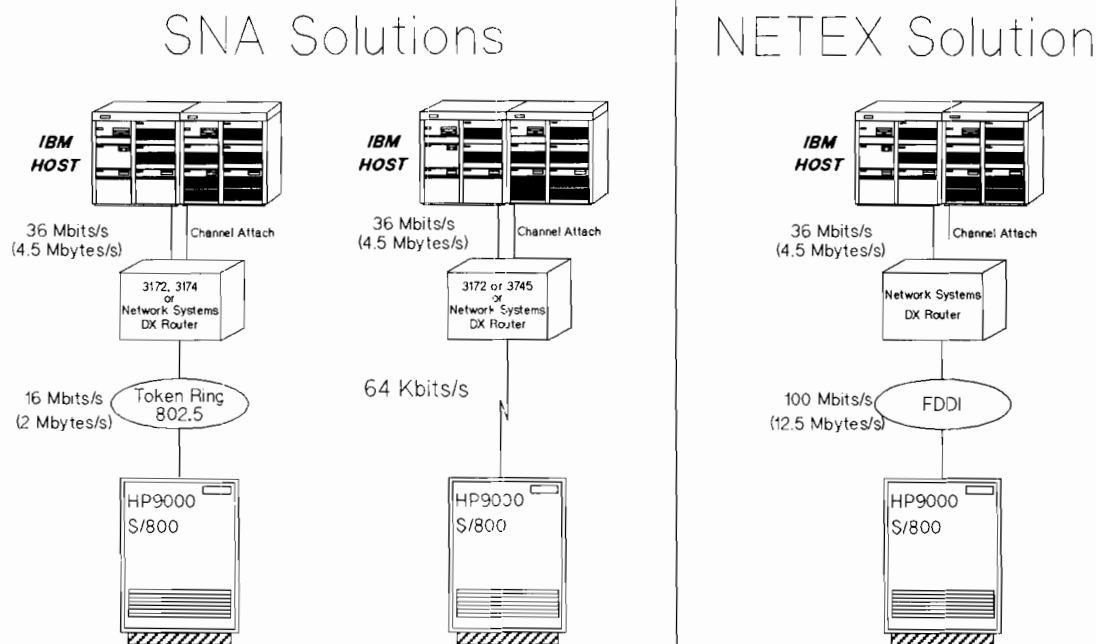 SNA Solutions
NETEX Solution
IBM
HOST
36 Mbits/s
(4.5 Mbytes/s)
Channel Attach
3172, 3174
or
Network Systems
DX Router
16 Mbits/s
(2 Mbytes/s)
Token Ring
802.5
HP9000
S/800
IBM
HOST
36 Mbits/s
(4.5 Mbytes/s)
Channel Attach
3172 or 3745
or
Network Systems
DX Router
64 Kbits/s
HP9000
S/800
IBM
HOST
36 Mbits/s
(4.5 Mbytes/s)
Channel Attach
Network Systems
DX Router
100 Mbits/s
(12.5 Mbytes/s)
FDDI
HP9000
S/800